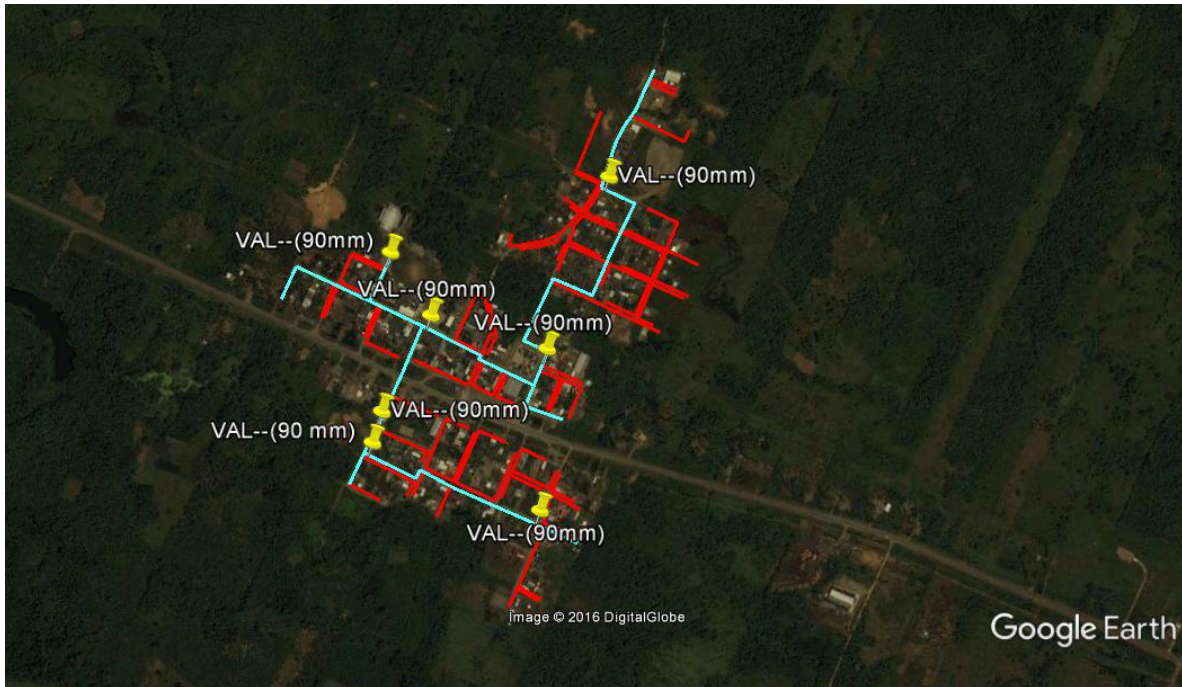 VAL--(90mm)
VAL--(90mm)
VAL--(90mm)
VAL--(90mm)
VAL--(90mm)
VAL--(90 mm)
VAL--(90mm)
Image © 2016 DigitalGlobe
Google Earth